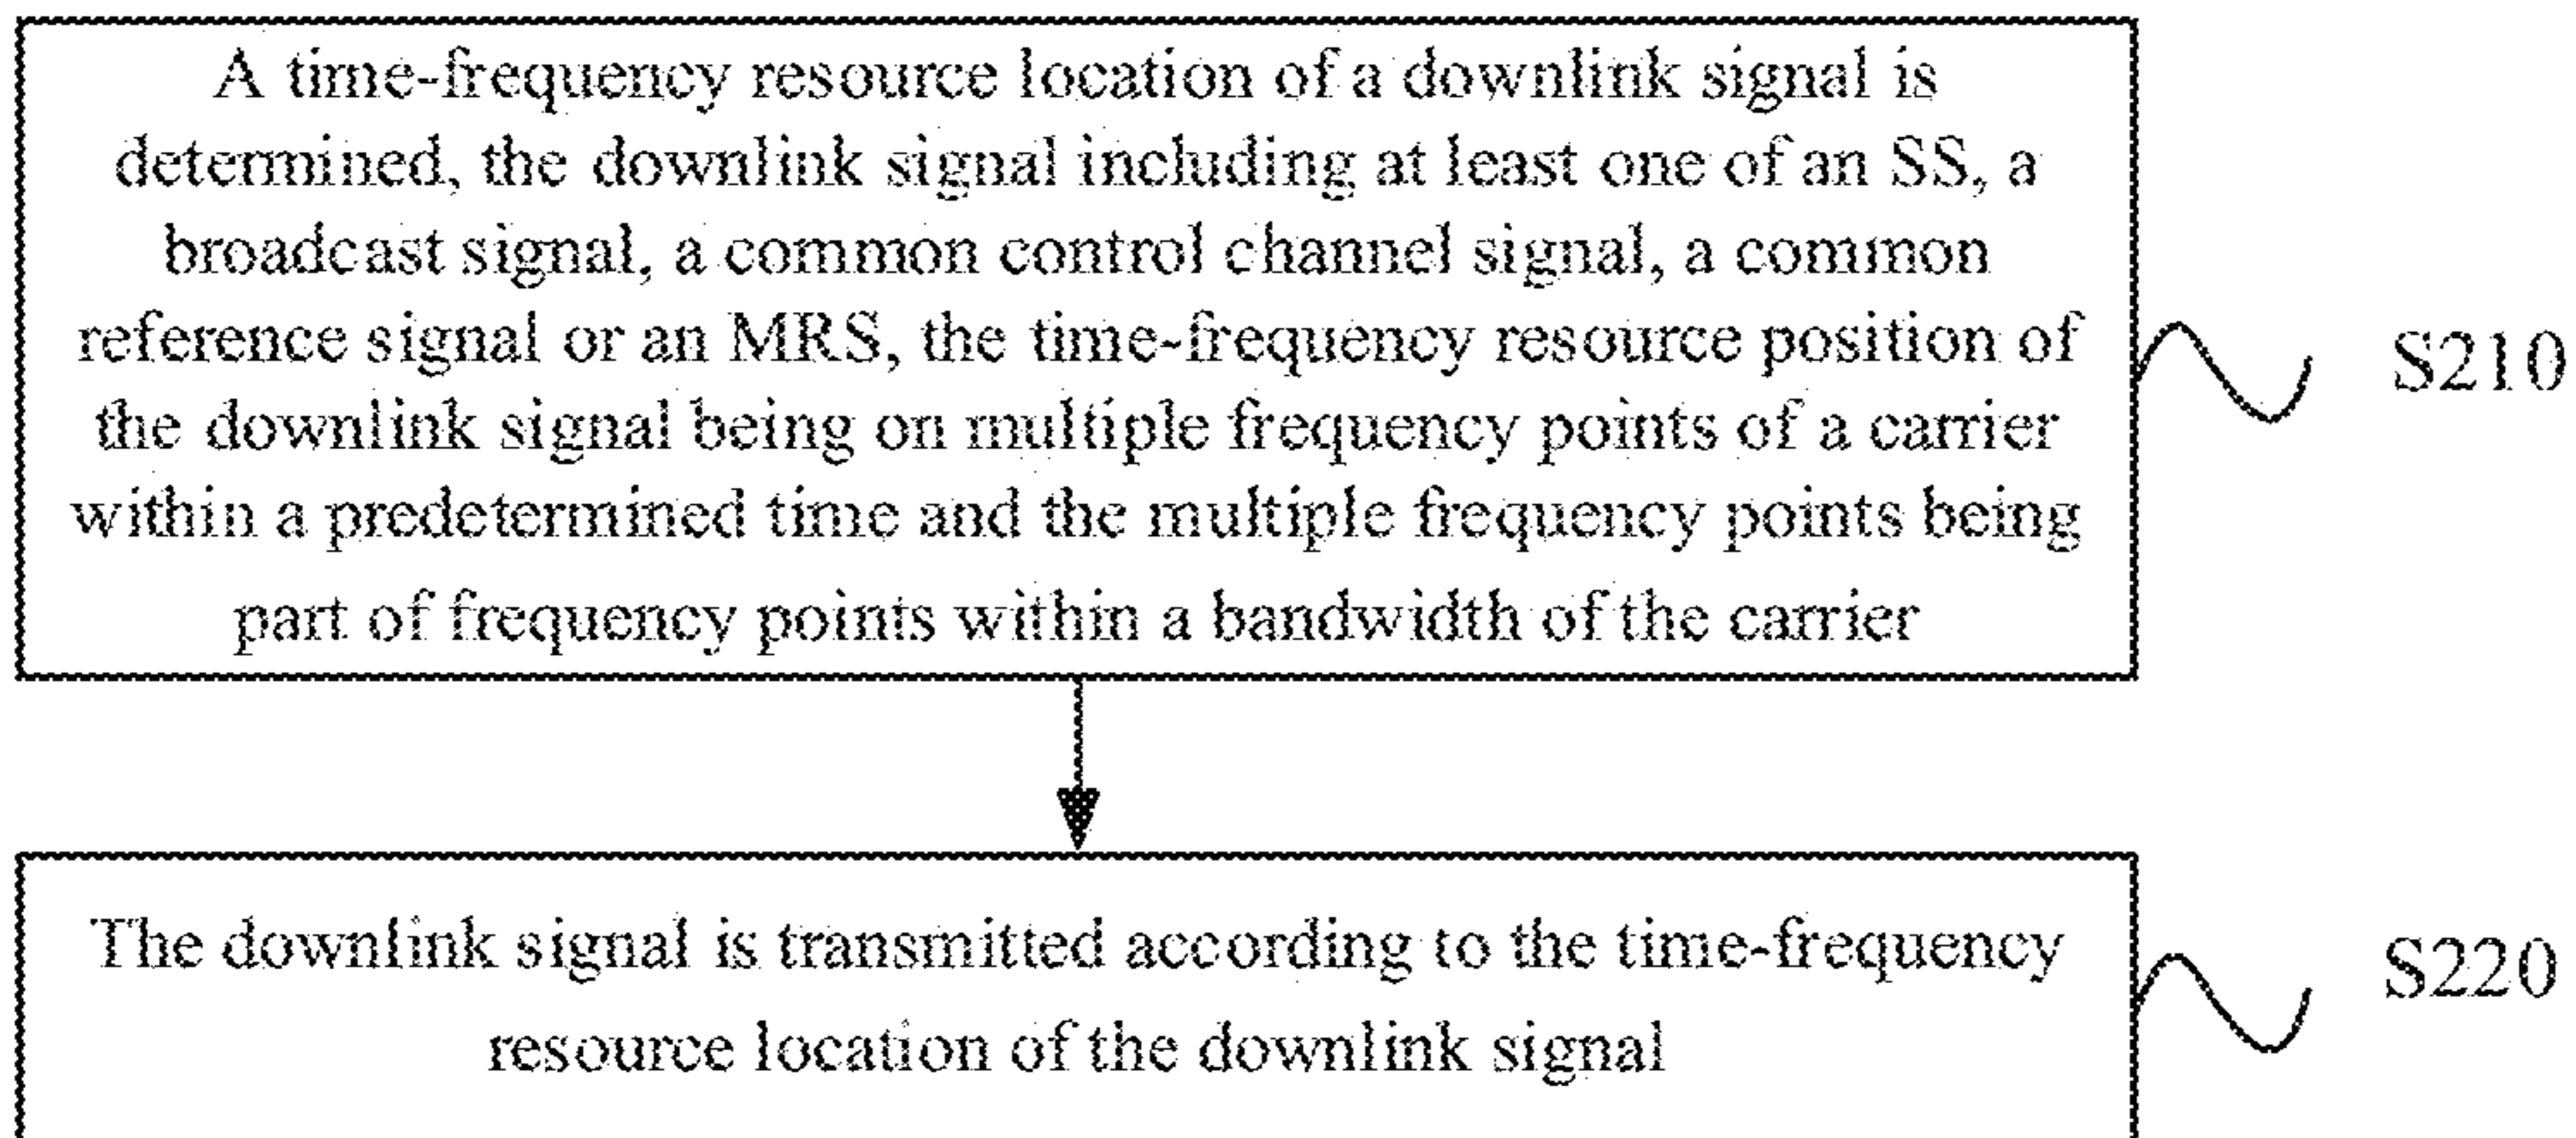 A time-frequency resource location of a downlink signal is
determined, the downlink signal including at least one of an SS, a
broadcast signal, a common control channel signal, a common
reference signal or an MRS, the time-frequency resource position of
the downlink signal being on multiple frequency points of a carrier
within a predetermined time and the multiple frequency points being
part of frequency points within a bandwidth of the carrier
S210
The downlink signal is transmitted according to the time-frequency
resource location of the downlink signal
S220